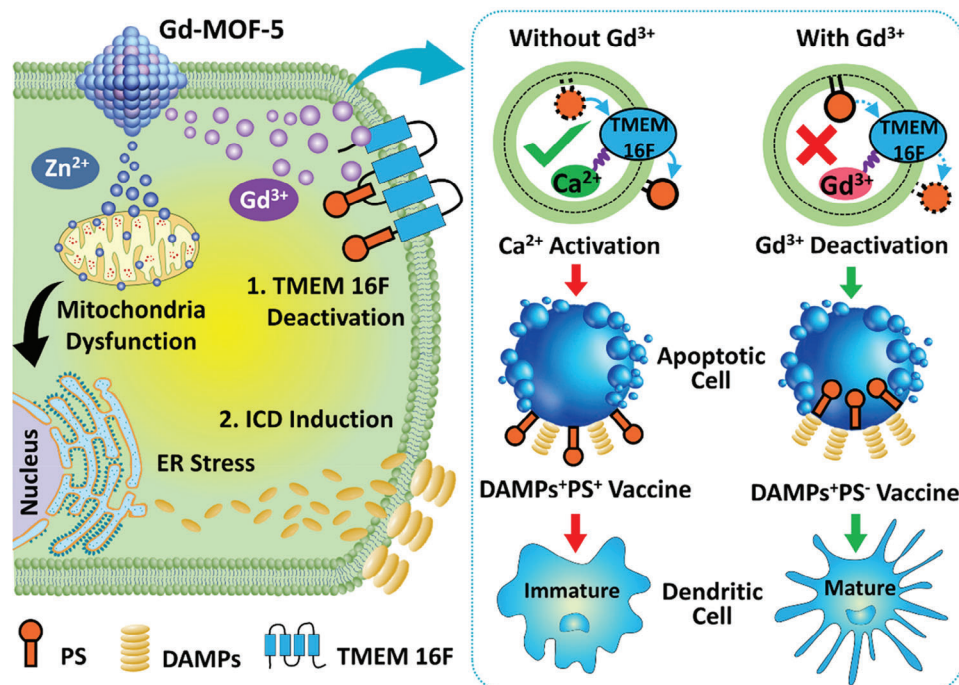 Gd-MOF-5
Zn²⁺
Gd³⁺
Mitochondria
Dysfunction
1. TMEM 16F
Deactivation
2. ICD Induction
Nucleus
ER Stress
PS
DAMPs
TMEM 16F
Without Gd³⁺
TMEM
16F
Ca²⁺
Ca²⁺ Activation
With Gd³⁺
TMEM
16F
Gd³⁺
Gd³⁺ Deactivation
Apoptotic
Cell
DAMPs⁺PS⁺ Vaccine
DAMPs⁺PS⁻ Vaccine
Immature
Dendritic
Cell
Mature